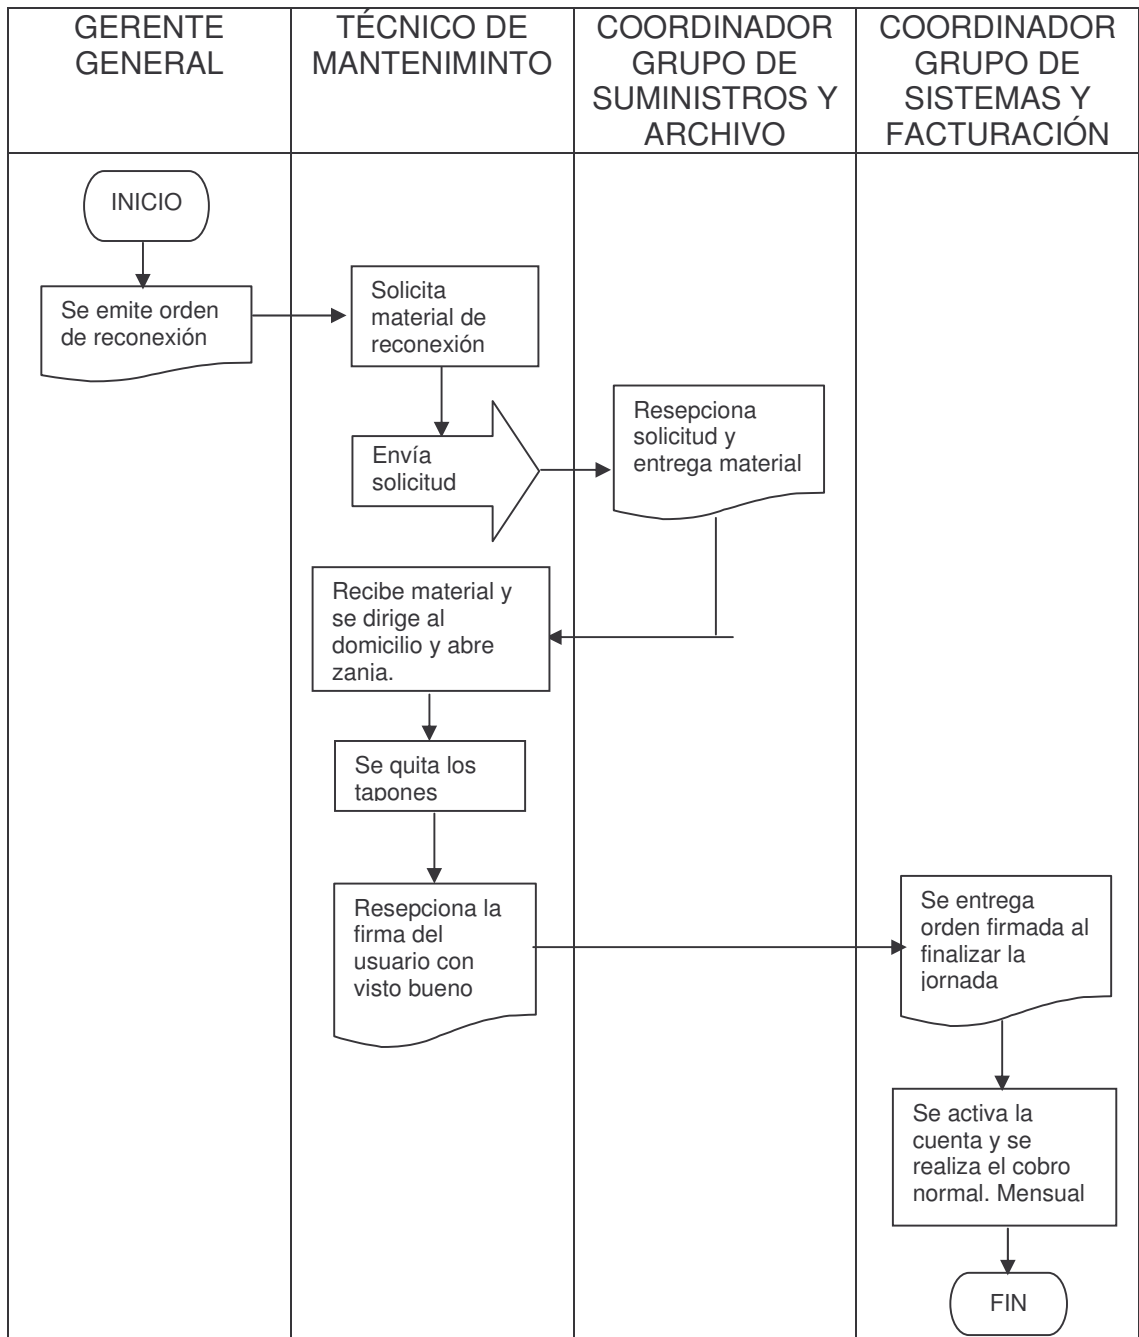 GERENTE
GENERAL
TÉCNICO DE
MANTENIMINTO
COORDINADOR
GRUPO DE
SUMINISTROS Y
ARCHIVO
COORDINADOR
GRUPO DE
SISTEMAS Y
FACTURACIÓN
INICIO
Se emite orden
de reconexión
Solicita
material de
reconexión
Envía
solicitud
Resepciona
solicitud y
entrega material
Recibe material y
se dirige al
domicilio y abre
zanja.
Se quita los
tapones
Resepciona la
firma del
usuario con
visto bueno
Se entrega
orden firmada al
finalizar la
jornada
Se activa la
cuenta y se
realiza el cobro
normal. Mensual
FIN